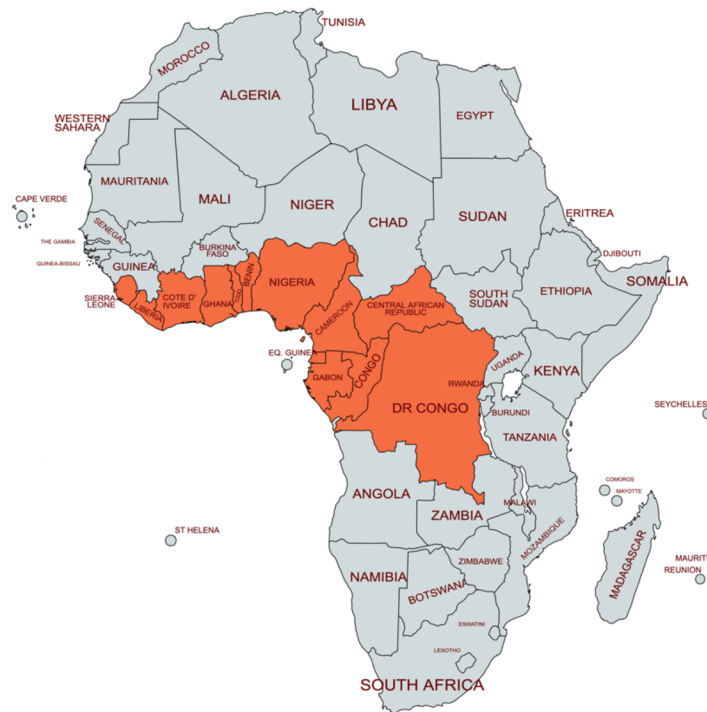 TUNISIA
MOROCCO
ALGERIA
LIBYA
EGYPT
WESTERN
SAHARA
MAURITANIA
MALI
NIGER
CHAD
SUDAN
ERITREA
CAPE VERDE
SENEGAL
THE GAMBIA
GUINEA-BISSAU
GUINEA
BURKINA
FASO
BENIN
NIGERIA
DJIBOUTI
SOMALIA
SIERRA
LEONE
LIBERIA
COTE D'
IVOIRE
GHANA
TOGO
CAMEROON
CENTRAL AFRICAN
REPUBLIC
SOUTH
SUDAN
ETHIOPIA
EQ. GUINEA
GABON
CONGO
DR CONGO
UGANDA
KENYA
RWANDA
BURUNDI
TANZANIA
SEYCHELLES
COMOROS
MAYOTTE
ANGOLA
ZAMBIA
MALAWI
MOZAMBIQUE
ST HELENA
MADAGASCAR
MAURITI
REUNION
NAMIBIA
BOTSWANA
ZIMBABWE
ESWATINI
LESOTHO
SOUTH AFRICA